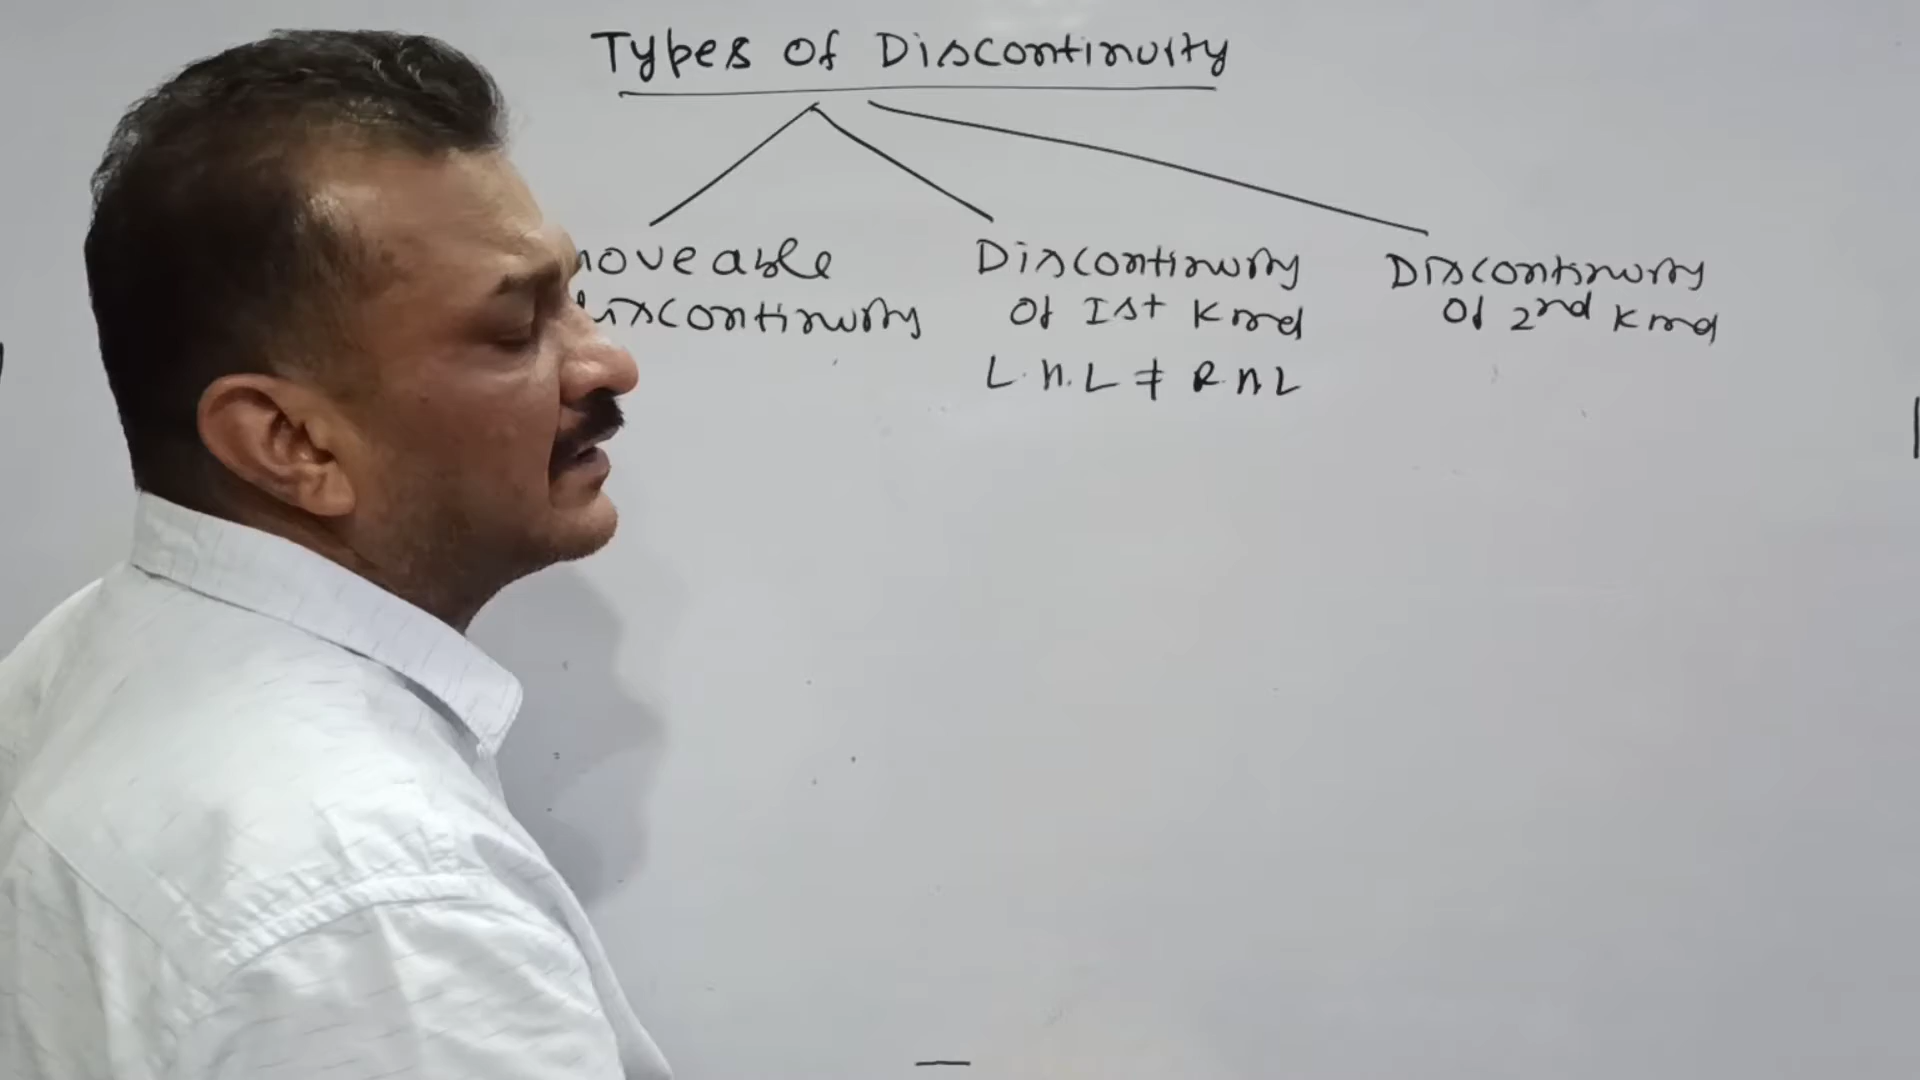 Types Of Discontinuity
moveable
Discontinuity
Discontinuity
Of Ist Kind
L.H.L ≠ R.H.L
Discontinuity
Of 2nd Kind